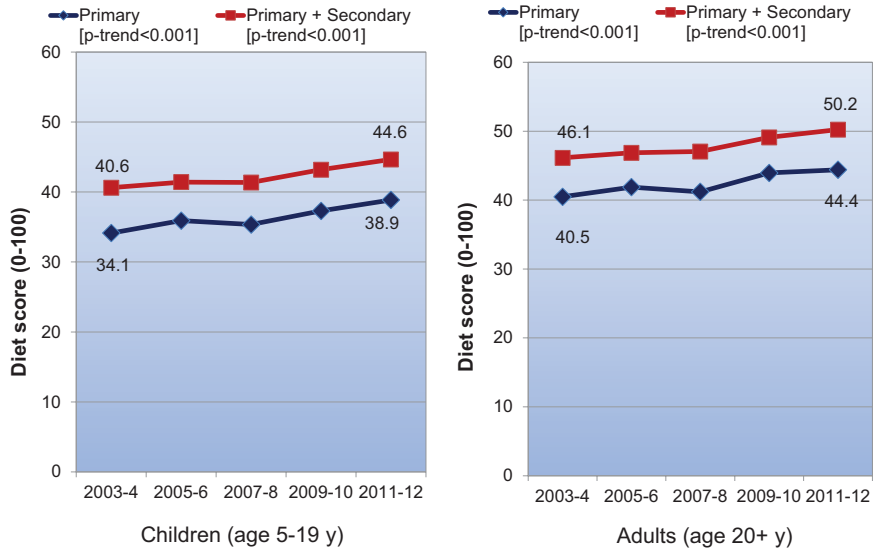 Primary
[p-trend<0.001]
Primary + Secondary
[p-trend<0.001]
60
50
40
30
20
10
0
Diet score (0-100)
40.6
44.6
34.1
38.9
2003-4 2005-6 2007-8 2009-10 2011-12
Children (age 5-19 y)
Primary
[p-trend<0.001]
Primary + Secondary
[p-trend<0.001]
60
50
40
30
20
10
0
Diet score (0-100)
46.1
50.2
40.5
44.4
2003-4 2005-6 2007-8 2009-10 2011-12
Adults (age 20+ y)